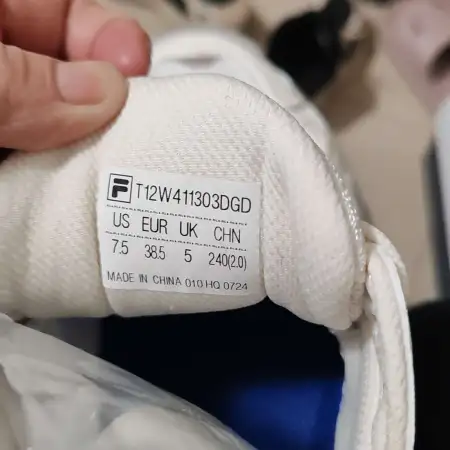 F T12W411303DGD
US EUR UK CHN
7.5 38.5 5 240(2.0)
MADE IN CHINA 010 HQ 0724